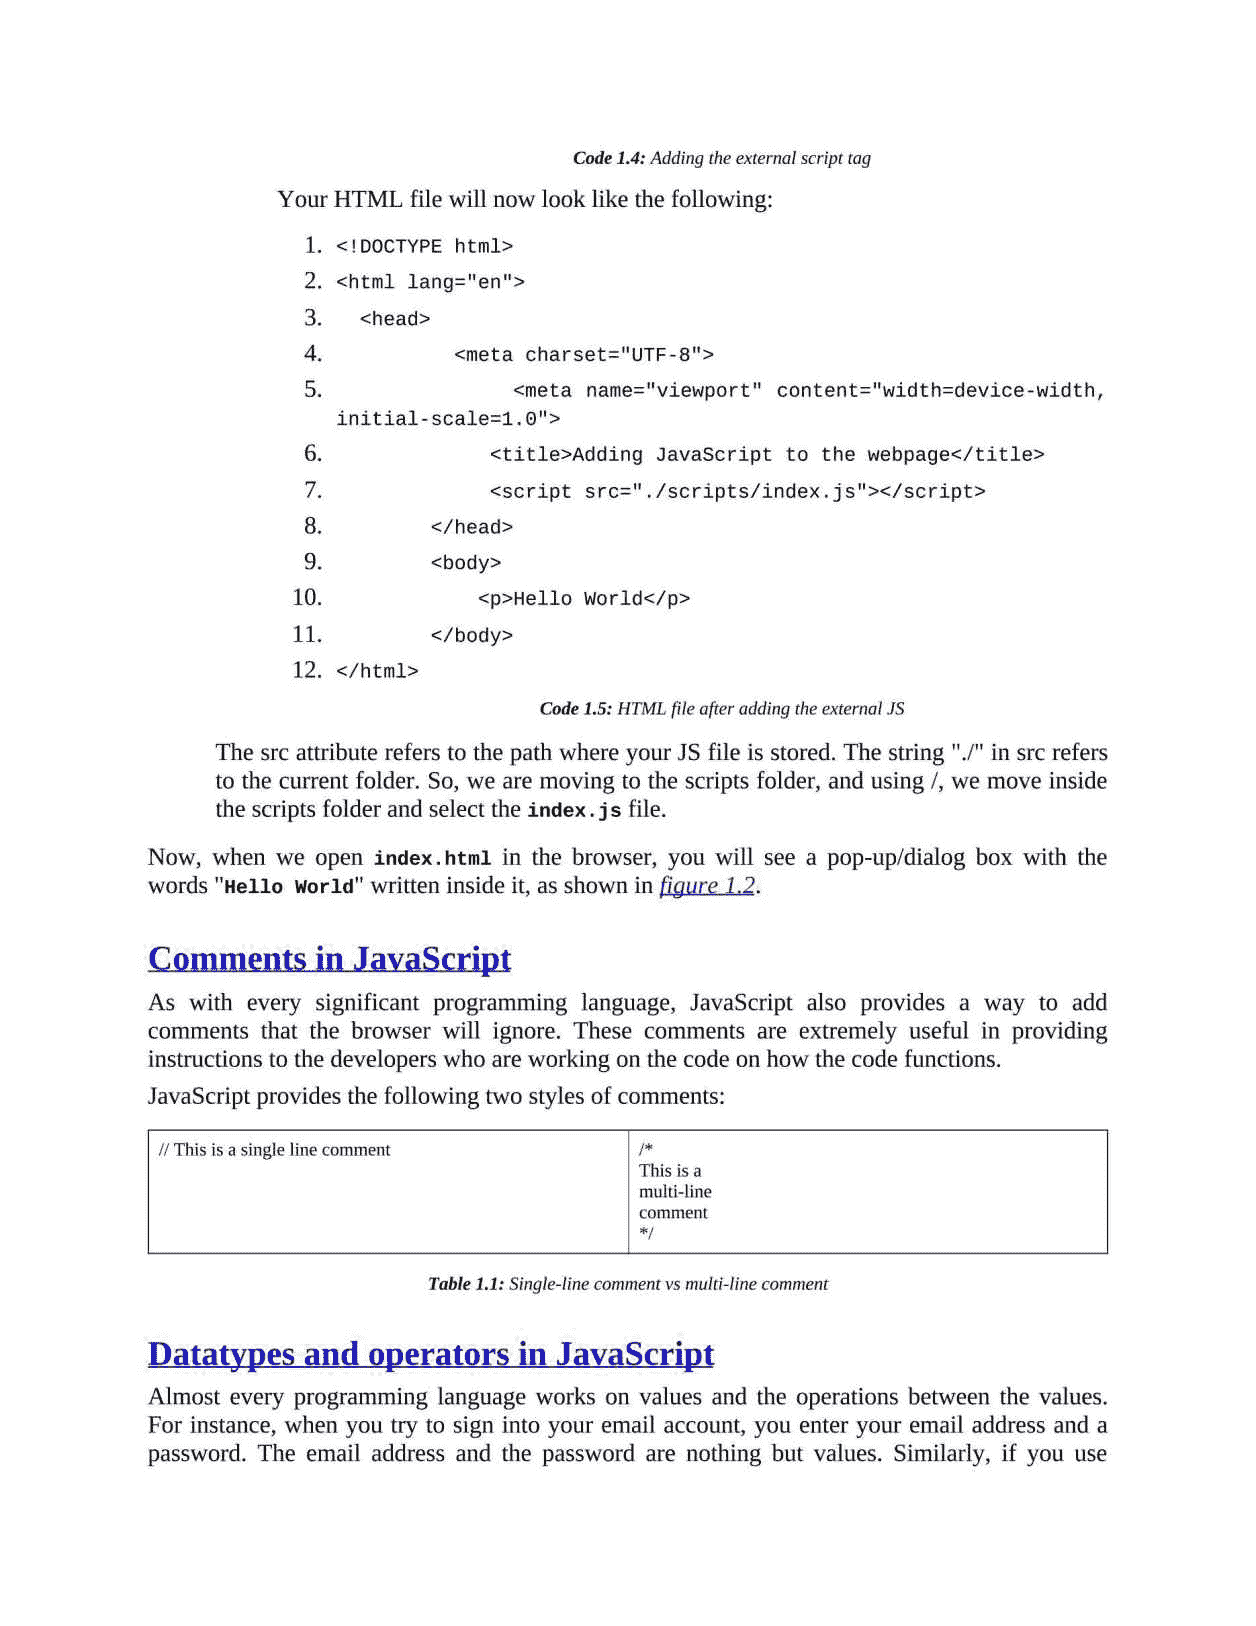 Code 1.4: Adding the external script tag
Your HTML file will now look like the following:
1. <!DOCTYPE html>
2. <html lang="en">
3. <head>
4. <meta charset="UTF-8">
5. <meta name="viewport" content="width=device-width,
initial-scale=1.0">
6. <title>Adding JavaScript to the webpage</title>
7. <script src="./scripts/index.js"></script>
8. </head>
9. <body>
10. <p>Hello World</p>
11. </body>
12. </html>
Code 1.5: HTML file after adding the external JS
The src attribute refers to the path where your JS file is stored. The string "./" in src refers
to the current folder. So, we are moving to the scripts folder, and using /, we move inside
the scripts folder and select the index.js file.
Now, when we open index.html in the browser, you will see a pop-up/dialog box with the
words "Hello World" written inside it, as shown in figure 1.2.
Comments in JavaScript
As with every significant programming language, JavaScript also provides a way to add
comments that the browser will ignore. These comments are extremely useful in providing
instructions to the developers who are working on the code on how the code functions.
JavaScript provides the following two styles of comments:
// This is a single line comment
/*
This is a
multi-line
comment
*/
Table 1.1: Single-line comment vs multi-line comment
Datatypes and operators in JavaScript
Almost every programming language works on values and the operations between the values.
For instance, when you try to sign into your email account, you enter your email address and a
password. The email address and the password are nothing but values. Similarly, if you use